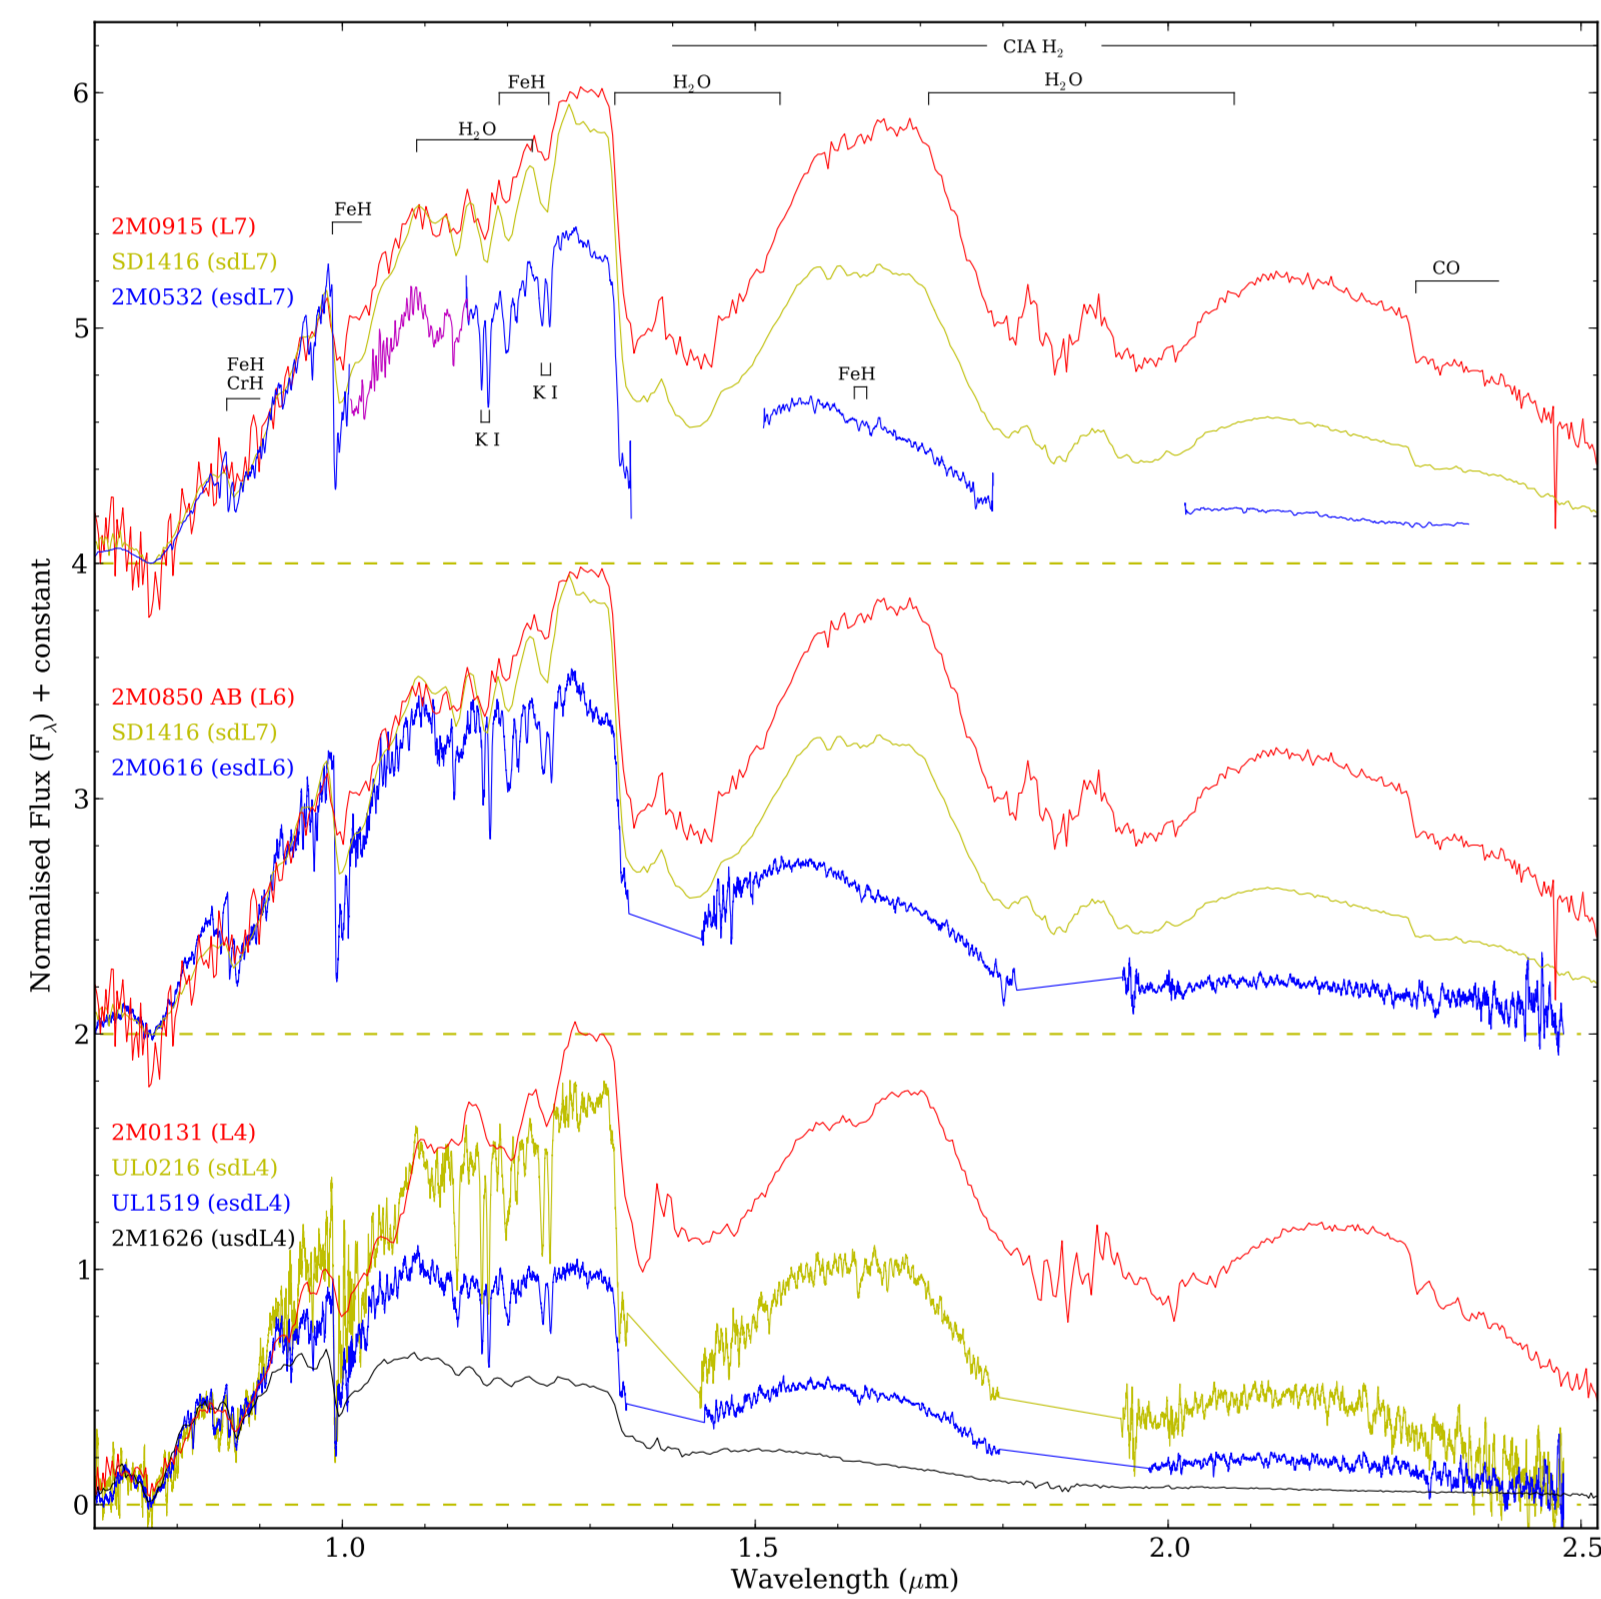 CIA H₂
FeH
H₂O
H₂O
6
H₂O
FeH
2M0915 (L7)
SD1416 (sdL7)
2M0532 (esdL7)
CO
5
FeH
CrH
FeH
K I
K I
4
Normalised Flux (Fλ) + constant
2M0850 AB (L6)
SD1416 (sdL7)
2M0616 (esdL6)
3
2
2M0131 (L4)
UL0216 (sdL4)
UL1519 (esdL4)
2M1626 (usdL4)
1
0
1.0 1.5 2.0 2.5
Wavelength (μm)